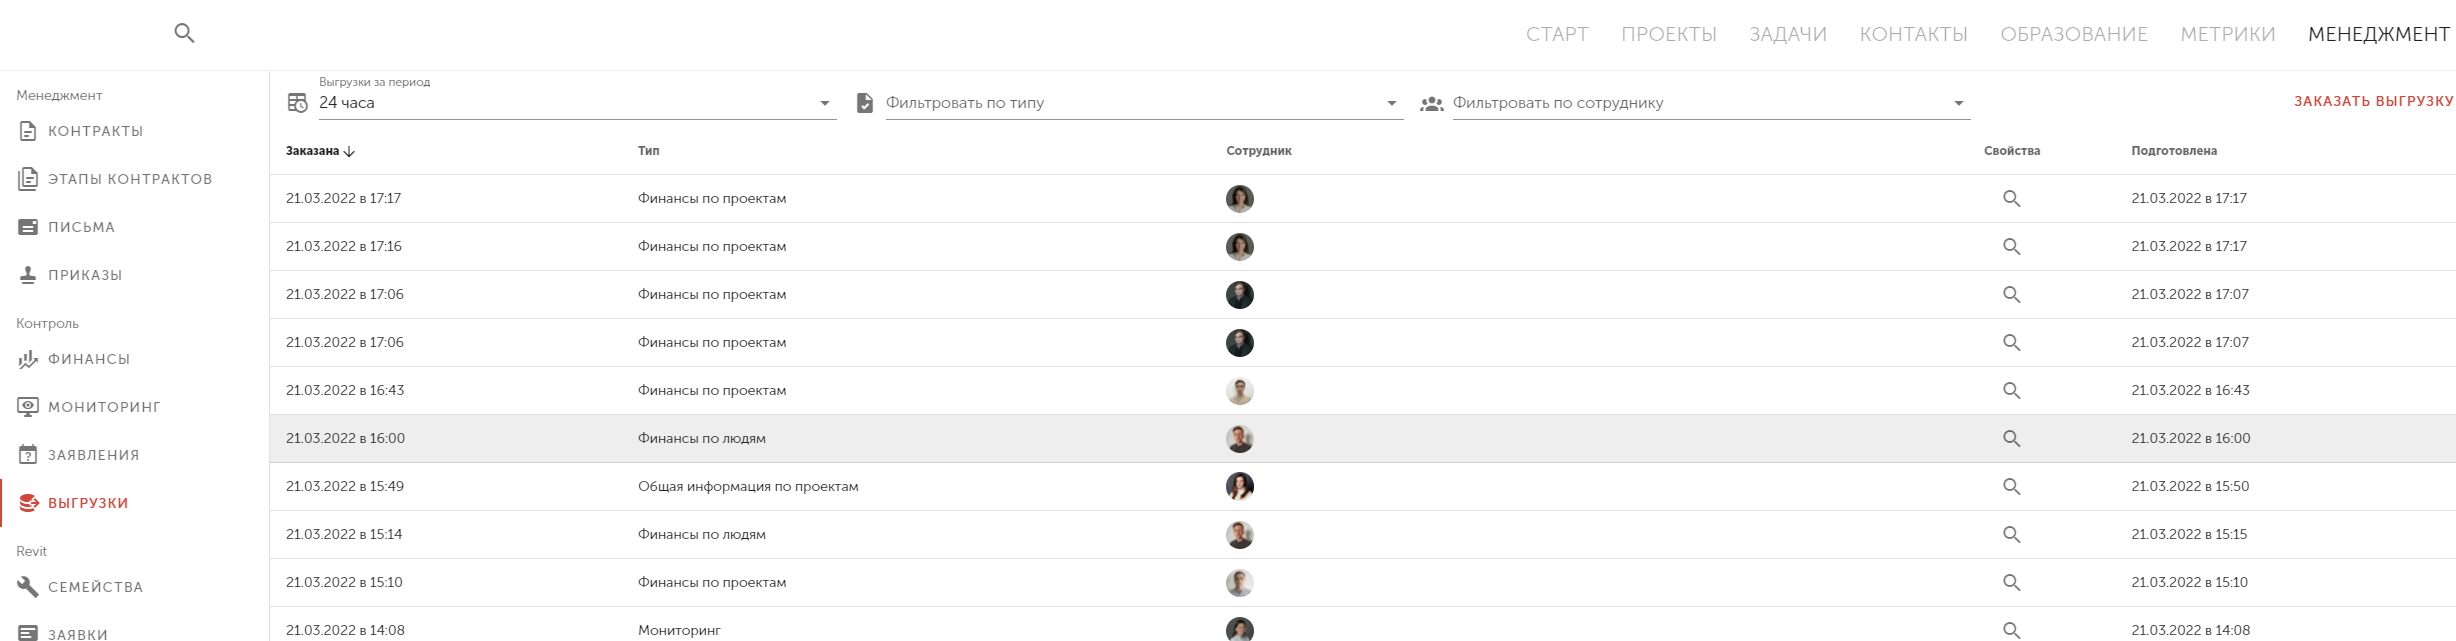 СТАРТ ПРОЕКТЫ ЗАДАЧИ КОНТАКТЫ ОБРАЗОВАНИЕ МЕТРИКИ МЕНЕДЖМЕНТ
Менеджмент
КОНТРАКТЫ
ЭТАПЫ КОНТРАКТОВ
ПИСЬМА
ПРИКАЗЫ
Контроль
ФИНАНСЫ
МОНИТОРИНГ
ЗАЯВЛЕНИЯ
ВЫГРУЗКИ
Revit
СЕМЕЙСТВА
ЗАЯВКИ
Выгрузки за период
24 часа Фильтровать по типу Фильтровать по сотруднику ЗАКАЗАТЬ ВЫГРУЗКУ
Заказана Тип Сотрудник Свойства Подготовлена
21.03.2022 в 17:17 Финансы по проектам 21.03.2022 в 17:17
21.03.2022 в 17:16 Финансы по проектам 21.03.2022 в 17:17
21.03.2022 в 17:06 Финансы по проектам 21.03.2022 в 17:07
21.03.2022 в 17:06 Финансы по проектам 21.03.2022 в 17:07
21.03.2022 в 16:43 Финансы по проектам 21.03.2022 в 16:43
21.03.2022 в 16:00 Финансы по людям 21.03.2022 в 16:00
21.03.2022 в 15:49 Общая информация по проектам 21.03.2022 в 15:50
21.03.2022 в 15:14 Финансы по людям 21.03.2022 в 15:15
21.03.2022 в 15:10 Финансы по проектам 21.03.2022 в 15:10
21.03.2022 в 14:08 Мониторинг 21.03.2022 в 14:08